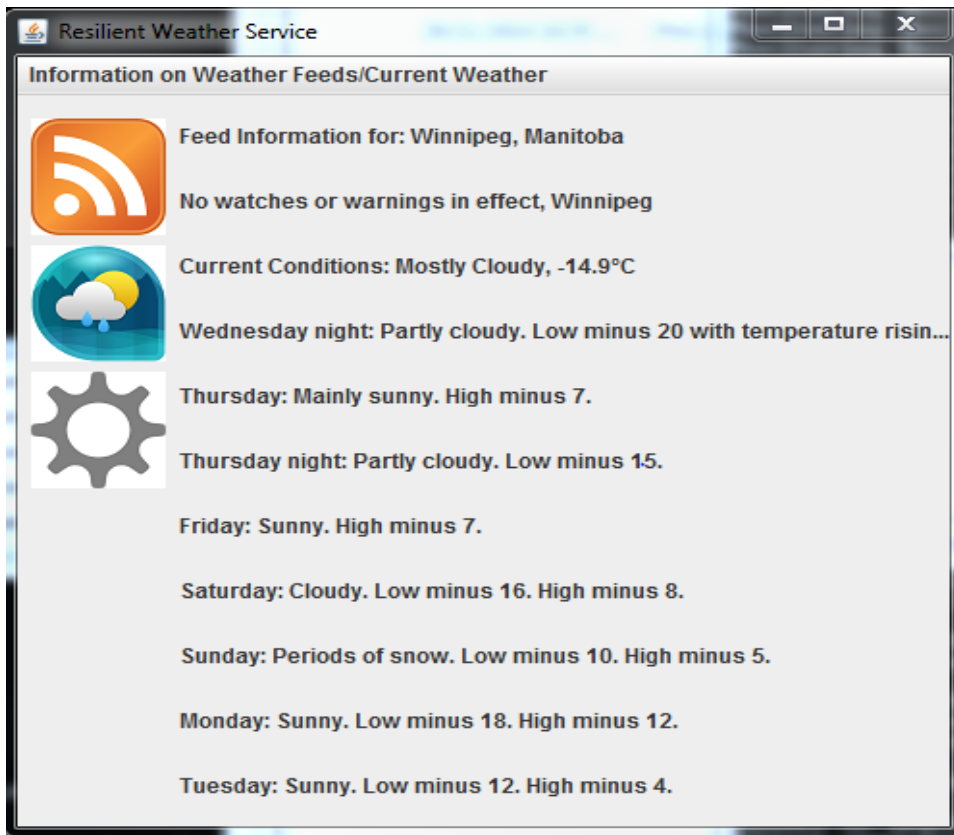 Resilient Weather Service
Information on Weather Feeds/Current Weather
Feed Information for: Winnipeg, Manitoba
No watches or warnings in effect, Winnipeg
Current Conditions: Mostly Cloudy, -14.9°C
Wednesday night: Partly cloudy. Low minus 20 with temperature risin...
Thursday: Mainly sunny. High minus 7.
Thursday night: Partly cloudy. Low minus 15.
Friday: Sunny. High minus 7.
Saturday: Cloudy. Low minus 16. High minus 8.
Sunday: Periods of snow. Low minus 10. High minus 5.
Monday: Sunny. Low minus 18. High minus 12.
Tuesday: Sunny. Low minus 12. High minus 4.